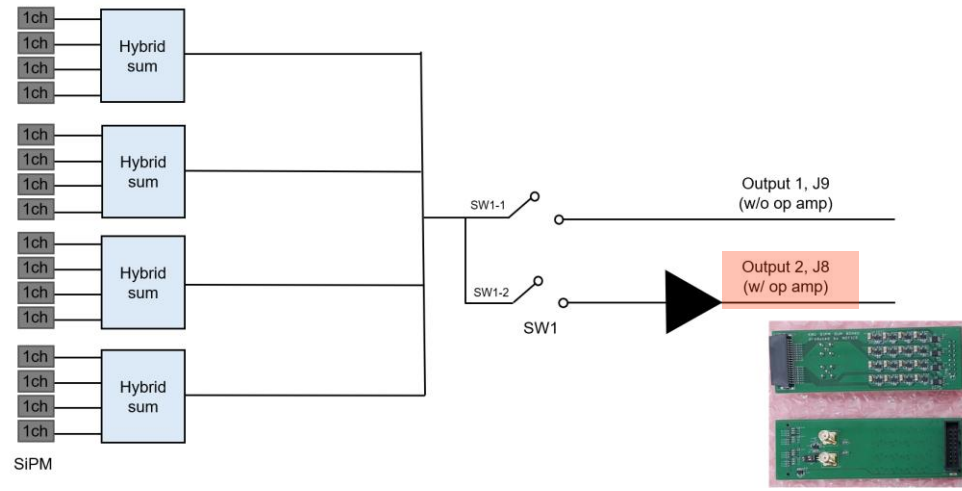 1ch
1ch
1ch
1ch
Hybrid
sum
1ch
1ch
1ch
1ch
Hybrid
sum
1ch
1ch
1ch
1ch
Hybrid
sum
1ch
1ch
1ch
1ch
Hybrid
sum
SiPM
SW1-1
SW1-2
SW1
Output 1, J9
(w/o op amp)
Output 2, J8
(w/ op amp)